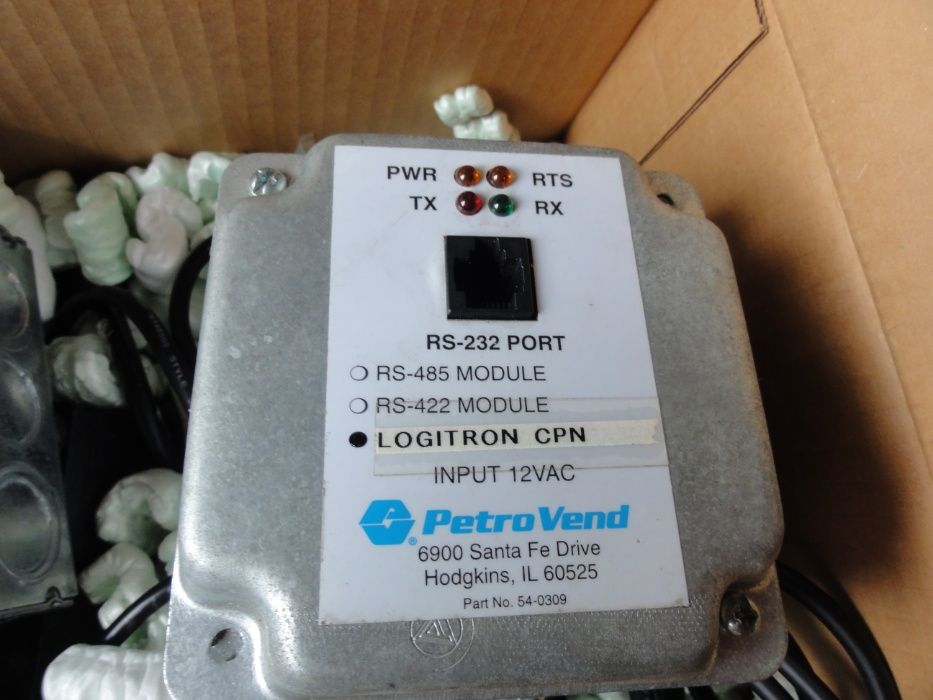 PWR RTS
TX RX
RS-232 PORT
RS-485 MODULE
RS-422 MODULE
LOGITRON CPN
INPUT 12VAC
PetroVend
6900 Santa Fe Drive
Hodgkins, IL 60525
Part No. 54-0309